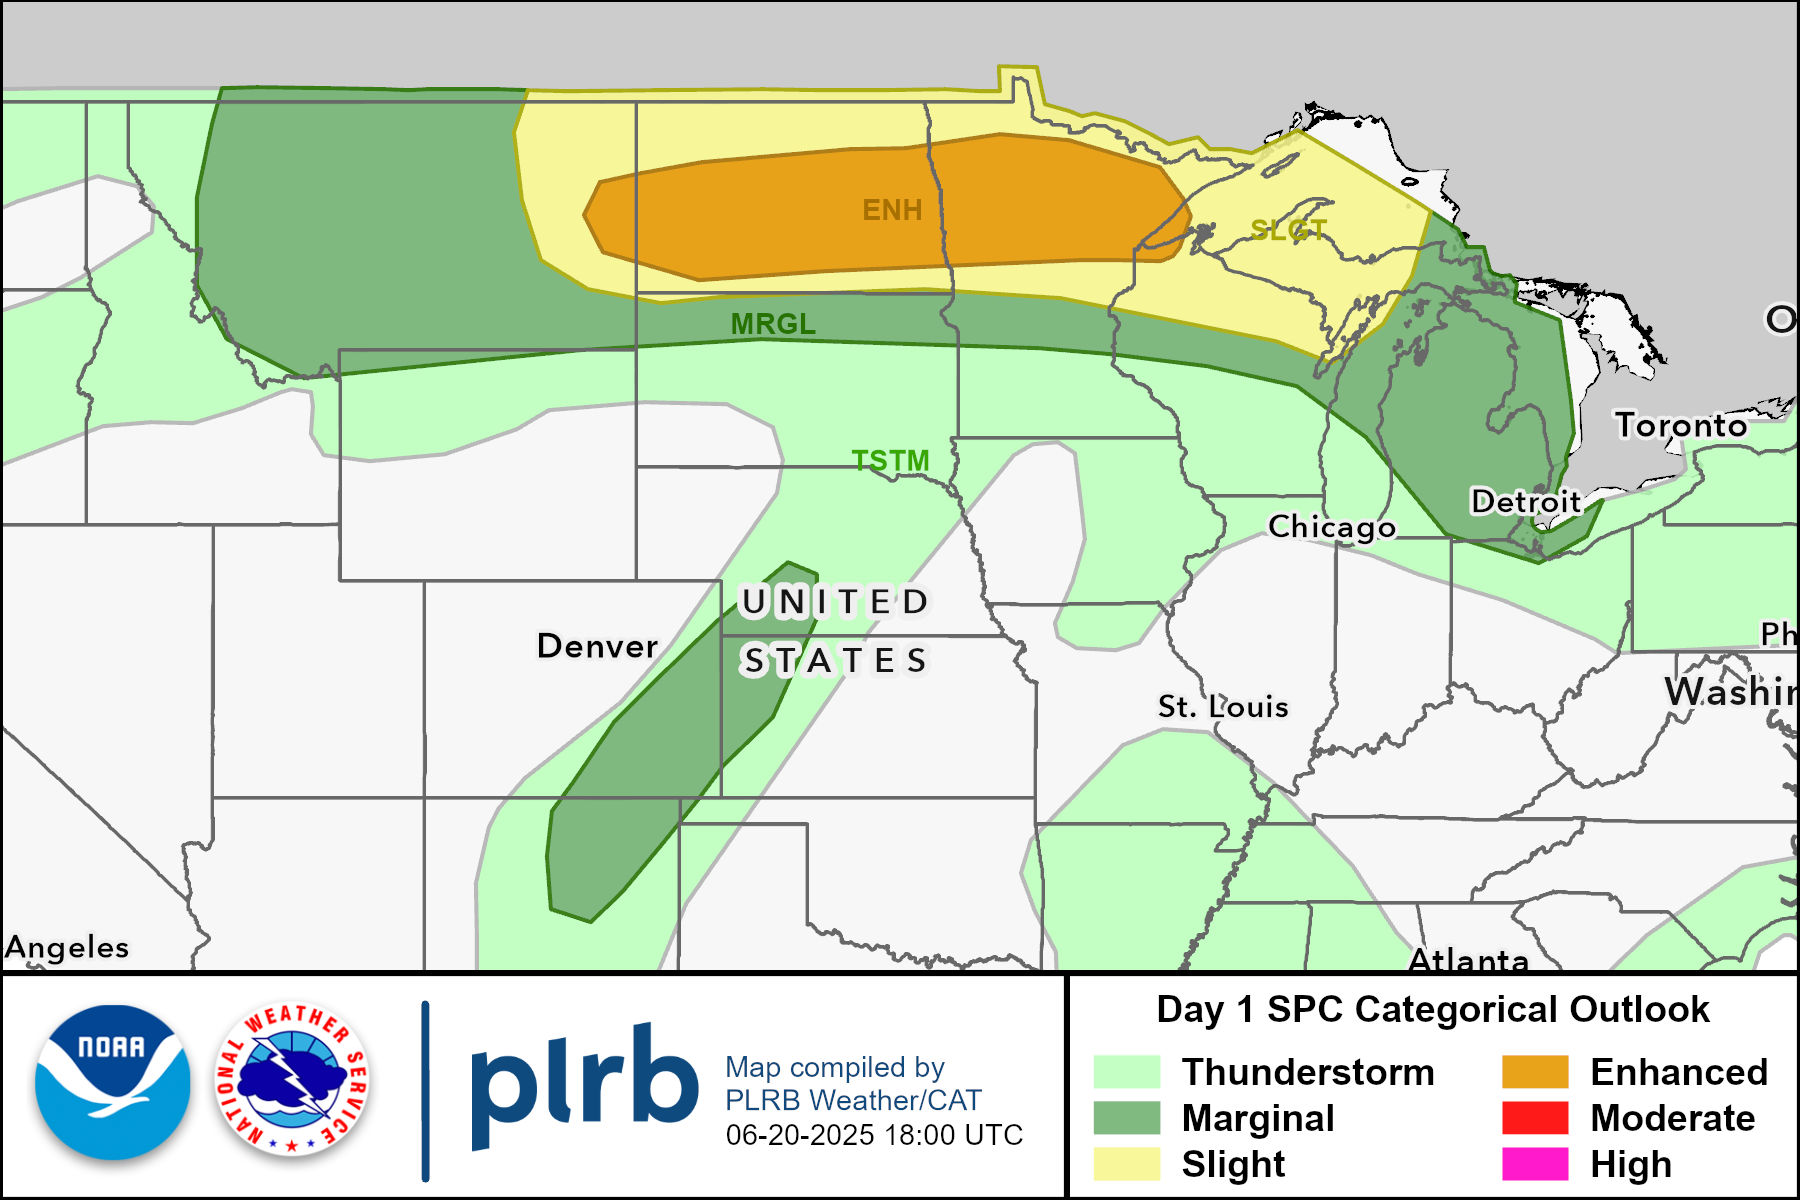 ENH
SLGT
MRGL
O
Toronto
TSTM
Detroit
Chicago
UNITED
Denver
STATES
Ph
Washin
St. Louis
Angeles
Atlanta
NOAA
NATIONAL WEATHER SERVICE
plrb
Map compiled by
PLRB Weather/CAT
06-20-2025 18:00 UTC
Day 1 SPC Categorical Outlook
Thunderstorm
Marginal
Slight
Enhanced
Moderate
High